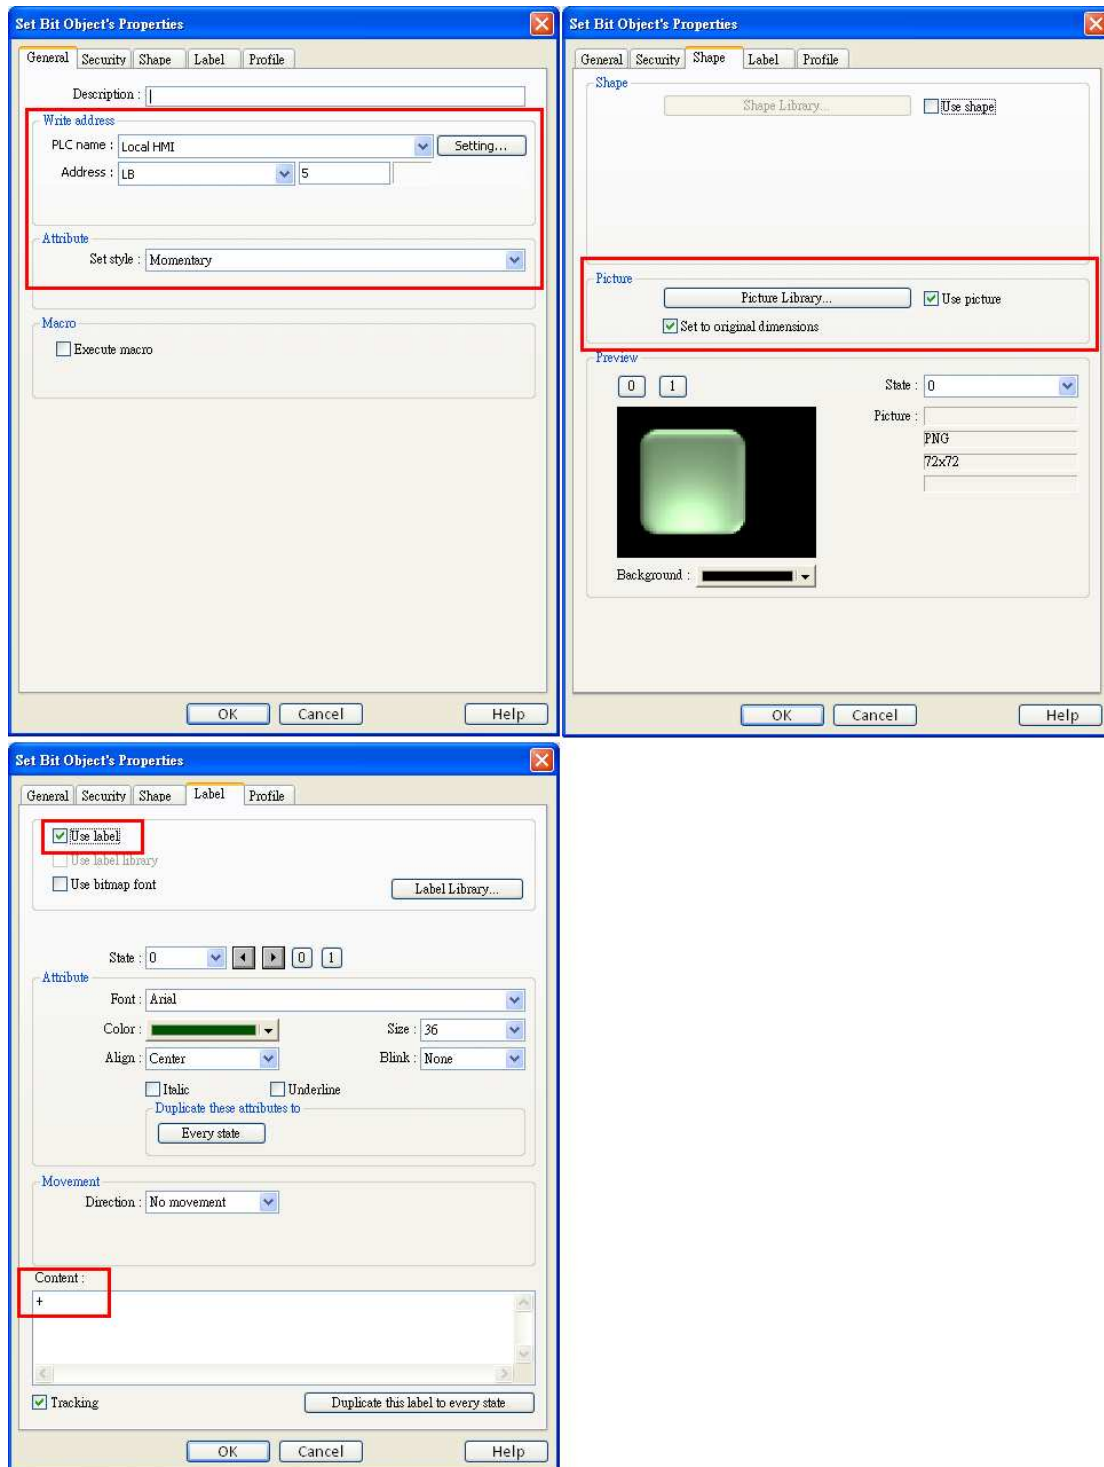 Set Bit Object's Properties
General Security Shape Label Profile
Description :
Write address
PLC name : Local HMI Setting...
Address : LB 5
Attribute
Set style : Momentary
Macro
Execute macro
OK Cancel Help
Set Bit Object's Properties
General Security Shape Label Profile
Shape
Shape Library... Use shape
Picture
Picture Library... Use picture
Set to original dimensions
Preview
0 1 State : 0
Picture :
PNG
72x72
Background :
OK Cancel Help
Set Bit Object's Properties
General Security Shape Label Profile
Use label
Use label library
Use bitmap font Label Library...
State : 0 0 1
Attribute
Font : Arial
Color : Size : 36
Align : Center Blink : None
Italic Underline
Duplicate these attributes to
Every state
Movement
Direction : No movement
Content :
+
Tracking Duplicate this label to every state
OK Cancel Help